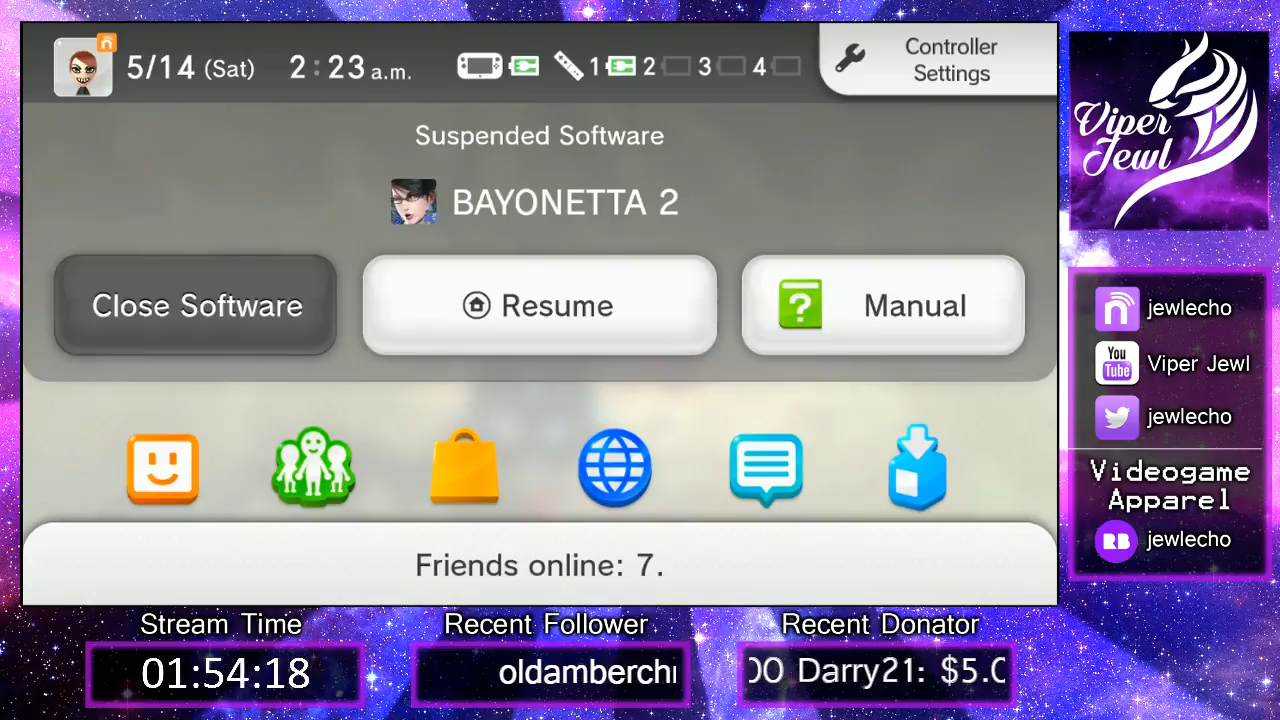 5/14 (Sat) 2:23 a.m. 1 2 3 4
Controller
Settings
Suspended Software
BAYONETTA 2
Close Software
Resume
? Manual
Friends online: 7.
Viper
Jewl
jewlecho
You
Tube
Viper Jewl
jewlecho
Videogame
Apparel
RB jewlecho
Stream Time
01:54:18
Recent Follower
oldamberch
Recent Donator
Darry21: $5.